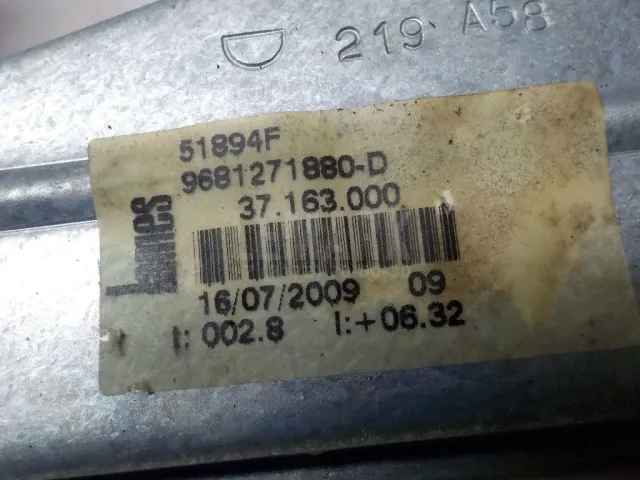 D 219 A58
51894F
9681271880-D
37.163.000
16/07/2009 09
I: 002.8 I:+06.32